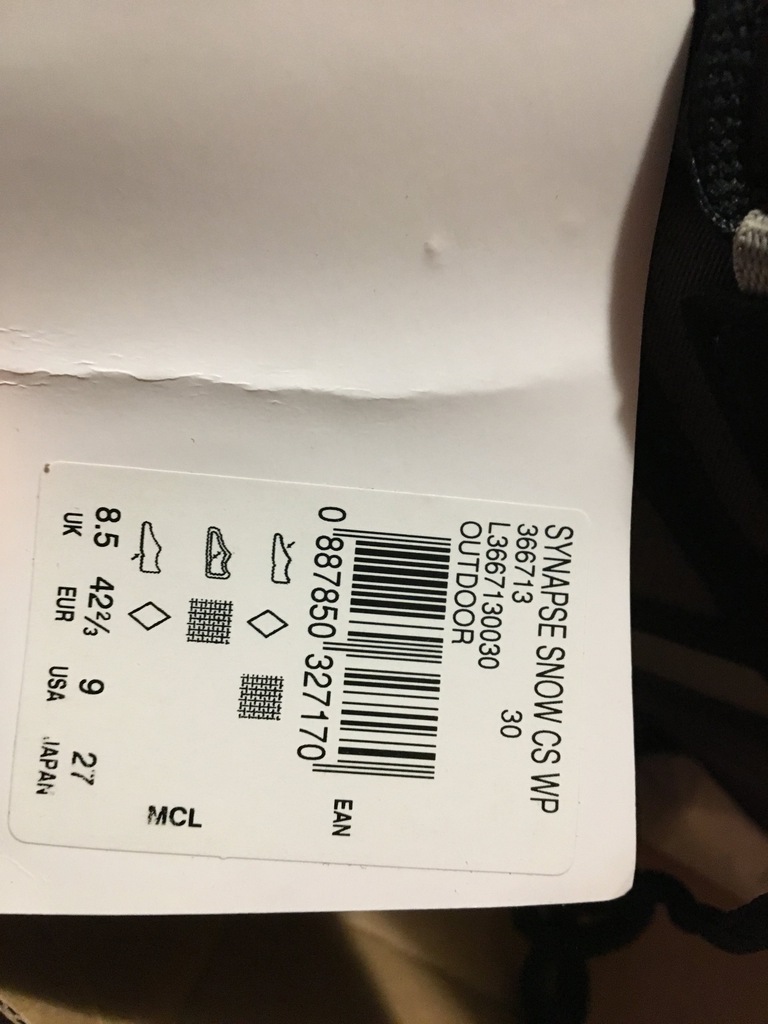 SYNAPSE SNOW CS WP
366713 30
L3667130030
OUTDOOR
0 887850 327170
EAN
MCL
8.5 42⅔ 9 27
UK EUR USA JAPAN